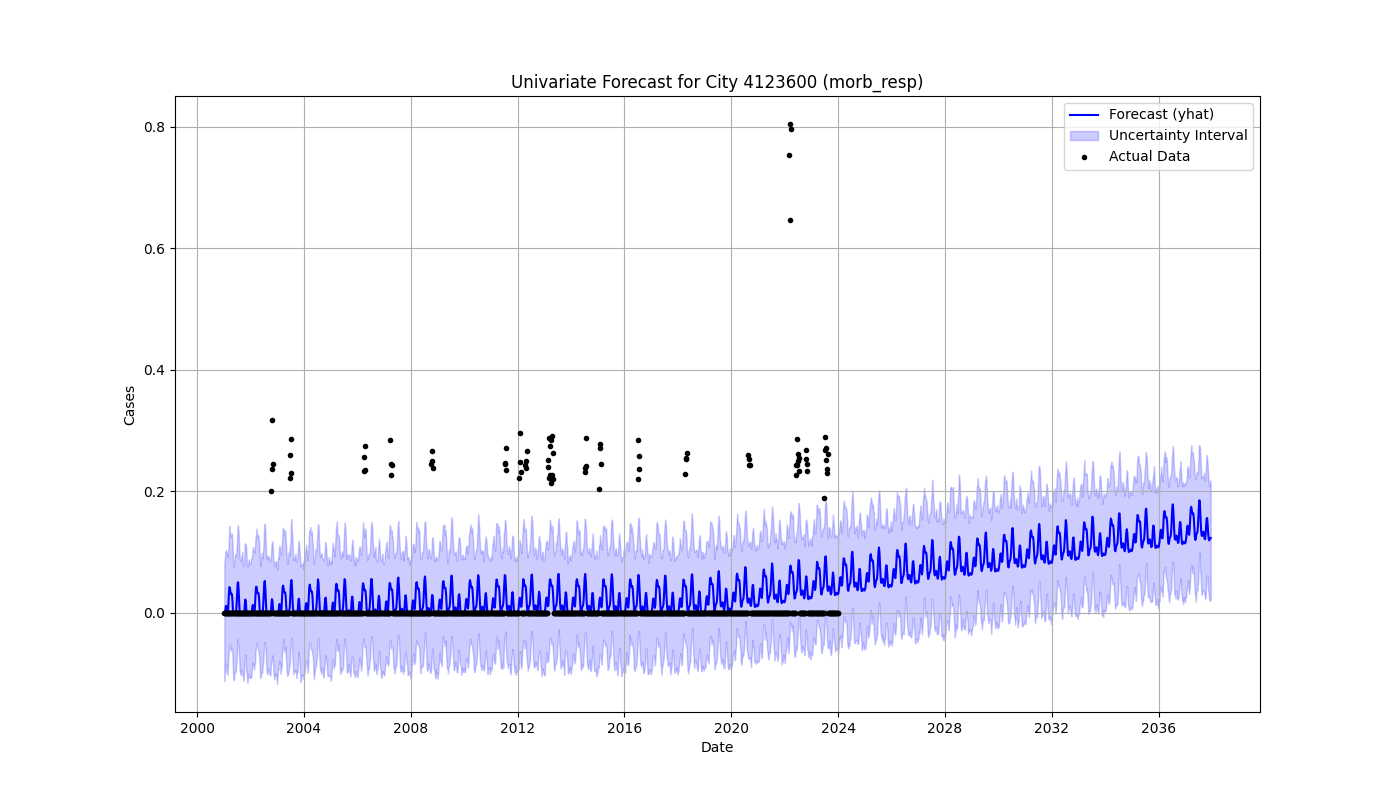 Univariate Forecast for City 4123600 (morb_resp)
Forecast (yhat)
Uncertainty Interval
Actual Data
0.8
0.6
0.4
0.2
0.0
Cases
2000 2004 2008 2012 2016 2020 2024 2028 2032 2036
Date